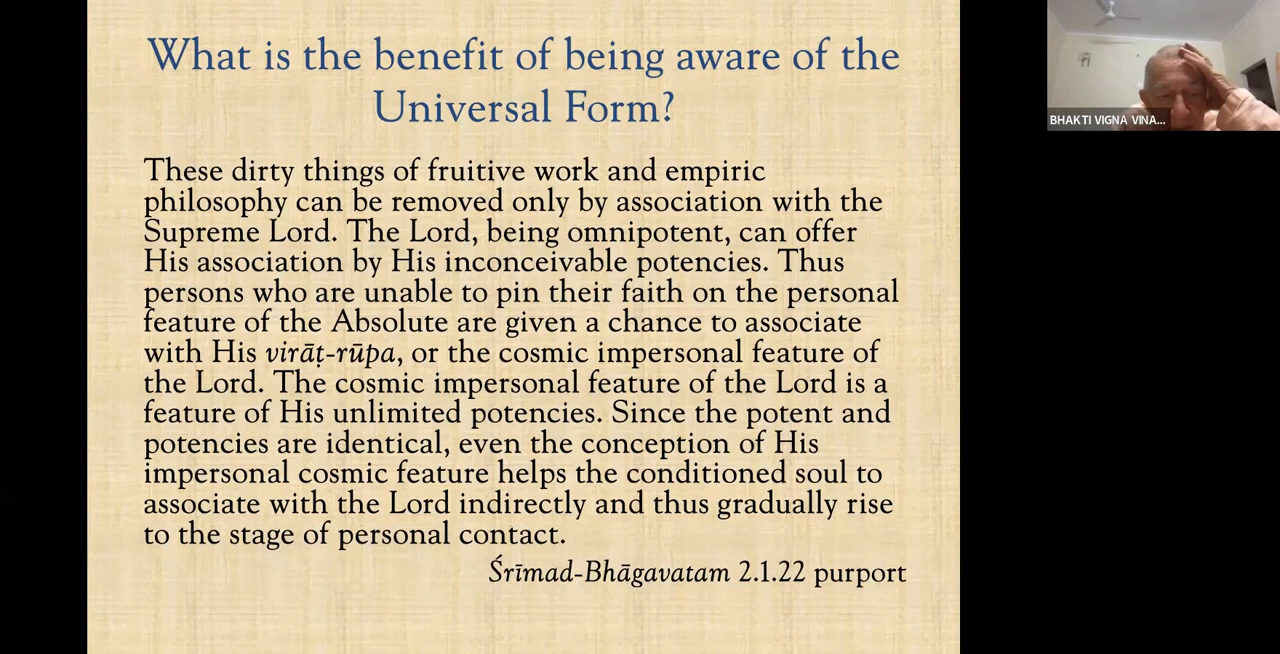 What is the benefit of being aware of the
Universal Form?
These dirty things of fruitive work and empiric
philosophy can be removed only by association with the
Supreme Lord. The Lord, being omnipotent, can offer
His association by His inconceivable potencies. Thus
persons who are unable to pin their faith on the personal
feature of the Absolute are given a chance to associate
with His virāṭ-rūpa, or the cosmic impersonal feature of
the Lord. The cosmic impersonal feature of the Lord is a
feature of His unlimited potencies. Since the potent and
potencies are identical, even the conception of His
impersonal cosmic feature helps the conditioned soul to
associate with the Lord indirectly and thus gradually rise
to the stage of personal contact.
Śrīmad-Bhāgavatam 2.1.22 purport
BHAKTI VIGNA VINA...